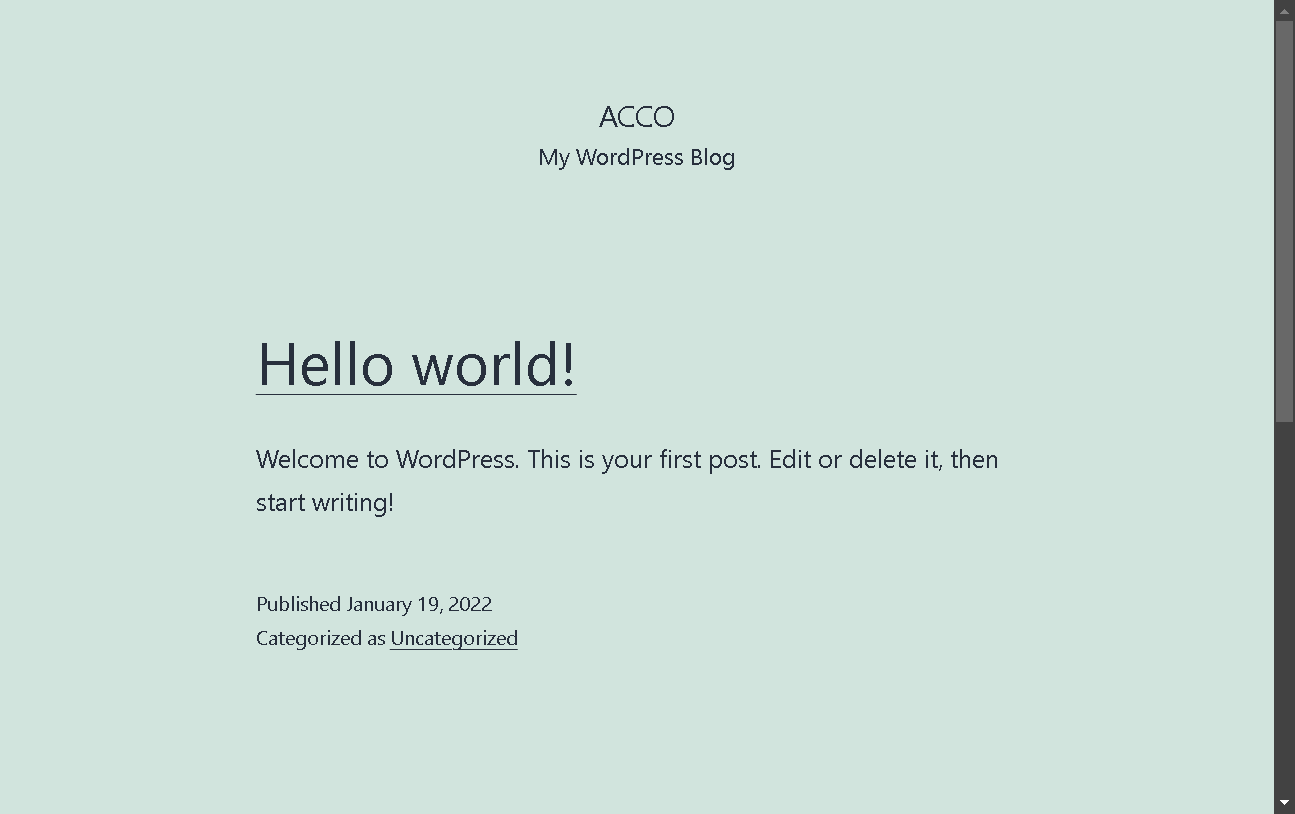 ACCO
My WordPress Blog
Hello world!
Welcome to WordPress. This is your first post. Edit or delete it, then
start writing!
Published January 19, 2022
Categorized as Uncategorized